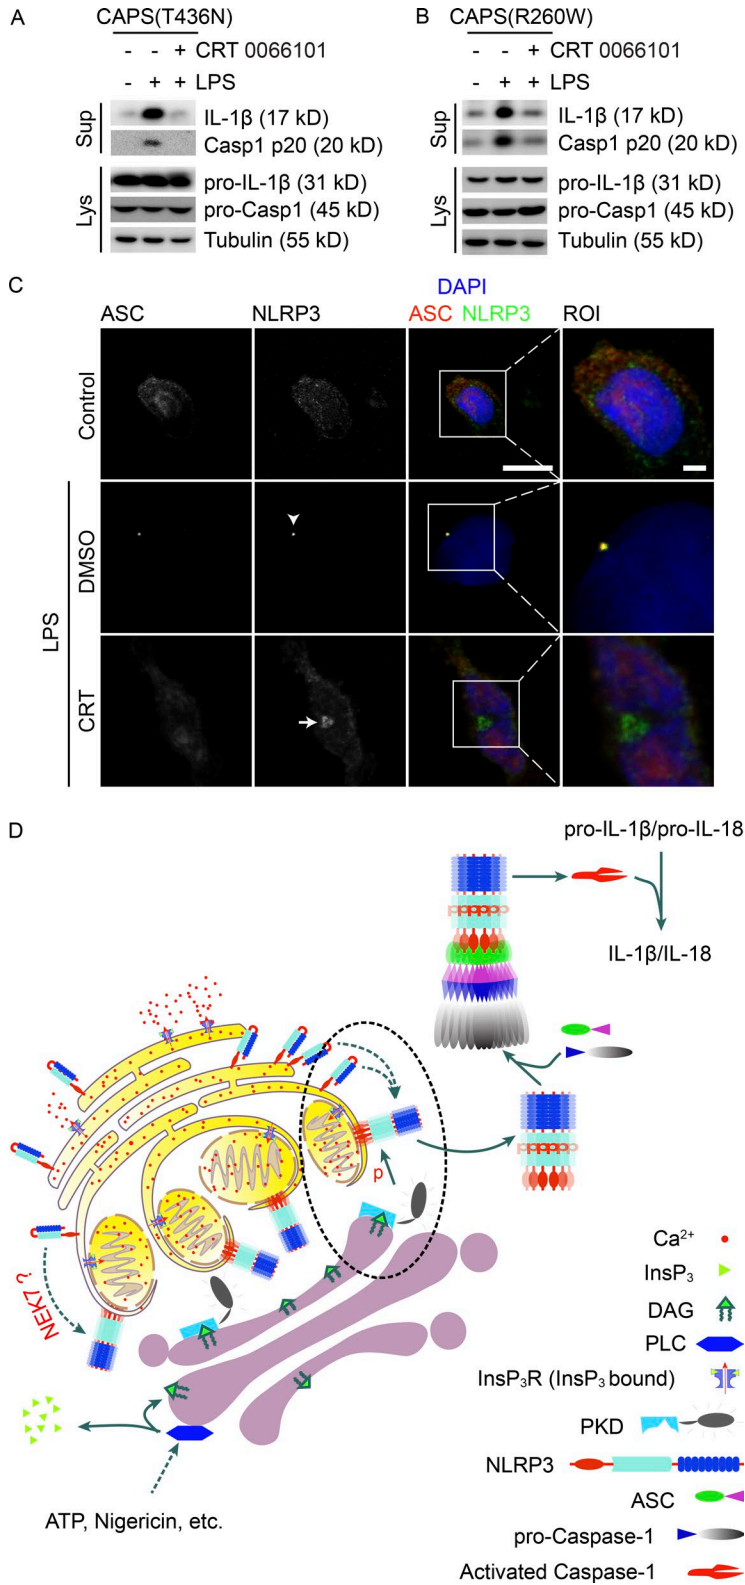 A
CAPS(T436N)
- - + CRT 0066101
- + + LPS
Sup
IL-1β (17 kD)
Casp1 p20 (20 kD)
Lys
pro-IL-1β (31 kD)
pro-Casp1 (45 kD)
Tubulin (55 kD)
B
CAPS(R260W)
- - + CRT 0066101
- + + LPS
Sup
IL-1β (17 kD)
Casp1 p20 (20 kD)
Lys
pro-IL-1β (31 kD)
pro-Casp1 (45 kD)
Tubulin (55 kD)
C
DAPI
ASC NLRP3 ASC NLRP3 ROI
Control
LPS
DMSO
CRT
D
pro-IL-1β/pro-IL-18
IL-1β/IL-18
PPPPP
PPPPP
p
NEK7 ?
ATP, Nigericin, etc.
Ca²⁺
InsP₃
DAG
PLC
InsP₃R (InsP₃ bound)
PKD
NLRP3
ASC
pro-Caspase-1
Activated Caspase-1